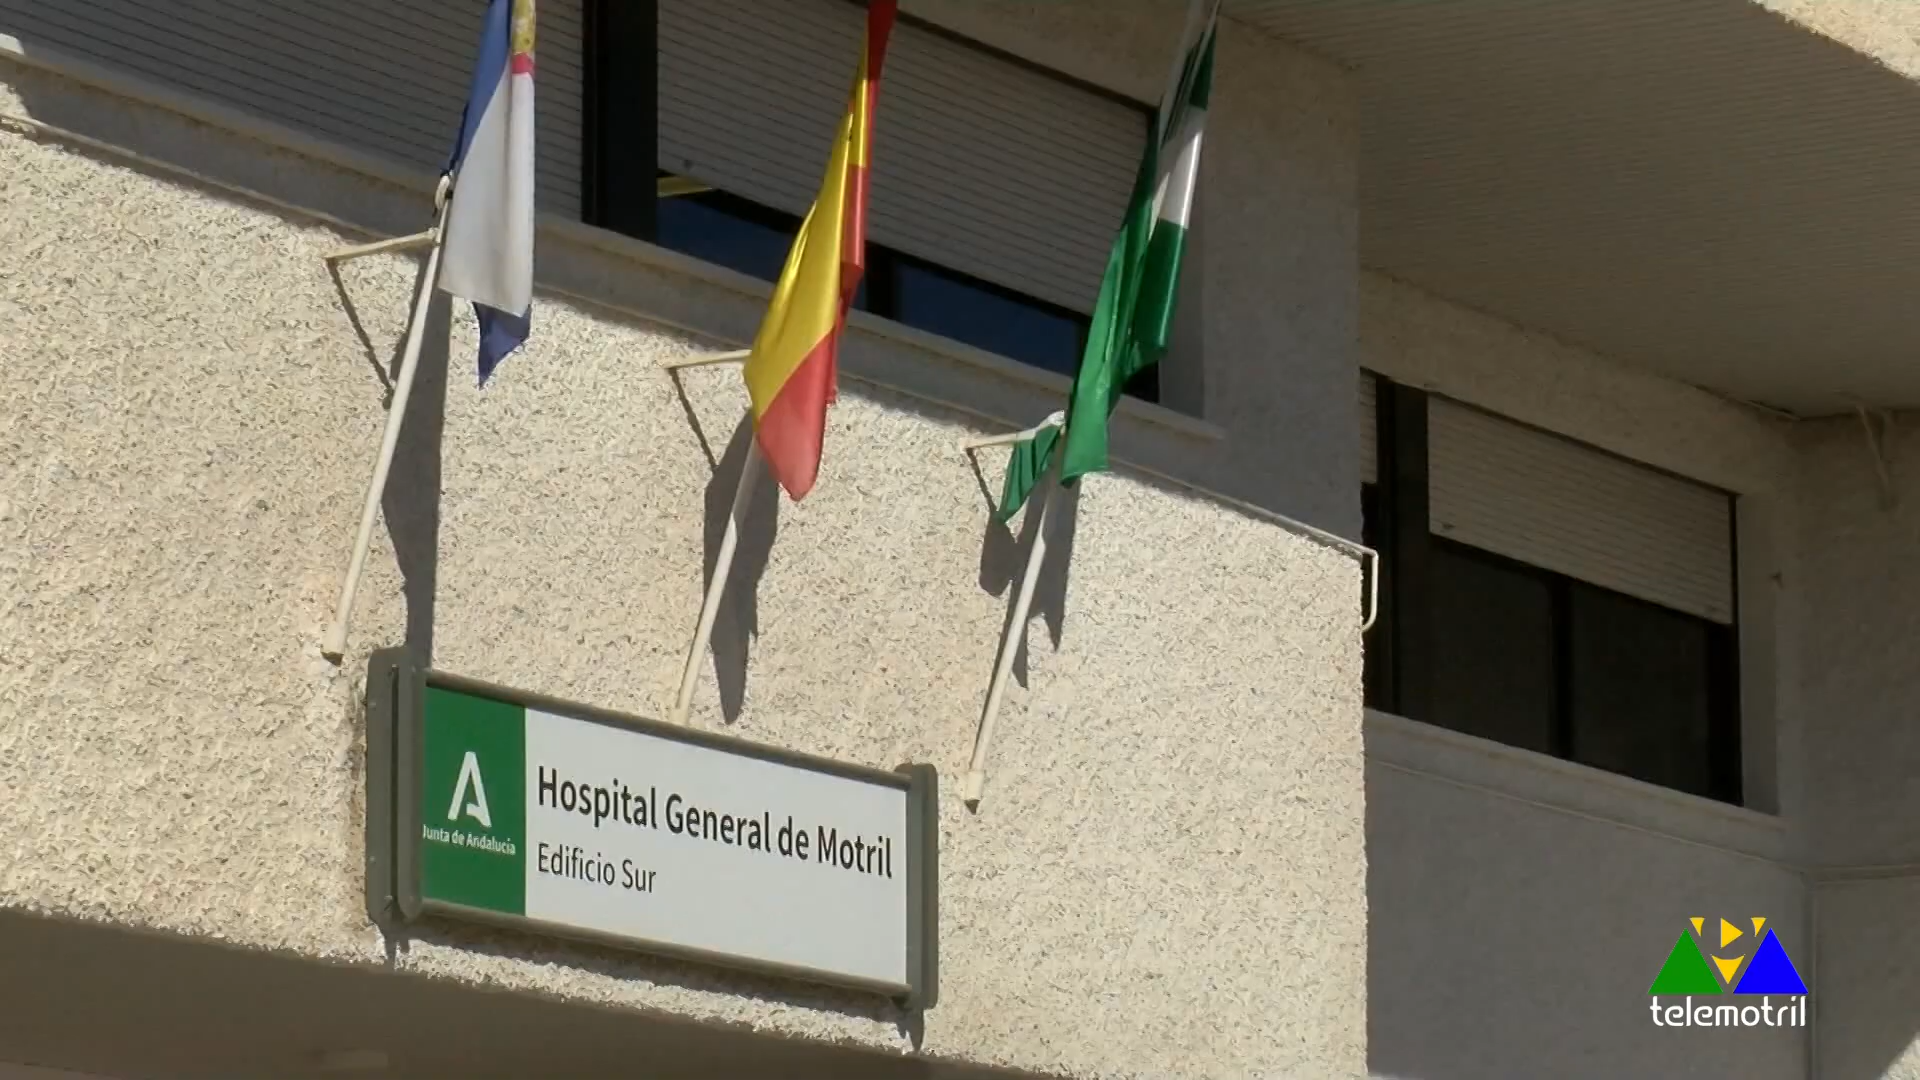 Hospital General de Motril
Edificio Sur
Junta de Andalucía
telemotril